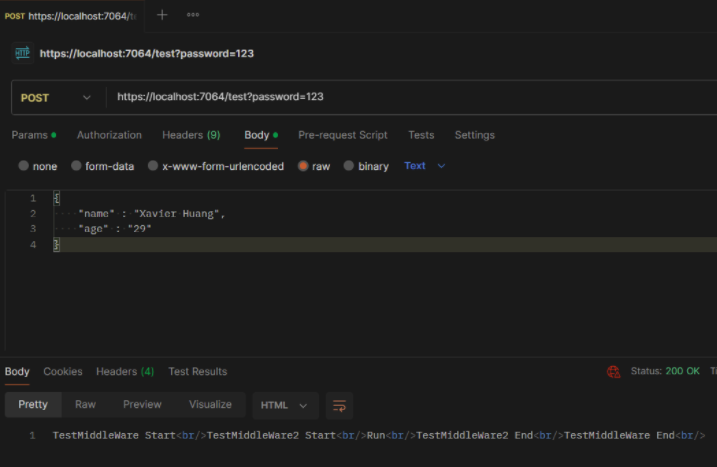 POST https://localhost:7064/t
HTTP https://localhost:7064/test?password=123
POST https://localhost:7064/test?password=123
Params Authorization Headers (9) Body Pre-request Script Tests Settings
none form-data x-www-form-urlencoded raw binary Text
1 {
2 "name" : "Xavier Huang",
3 "age" : "29"
4 }
Body Cookies Headers (4) Test Results Status: 200 OK
Pretty Raw Preview Visualize HTML
1 TestMiddleWare Start<br/>TestMiddleWare2 Start<br/>Run<br/>TestMiddleWare2 End<br/>TestMiddleWare End<br/>